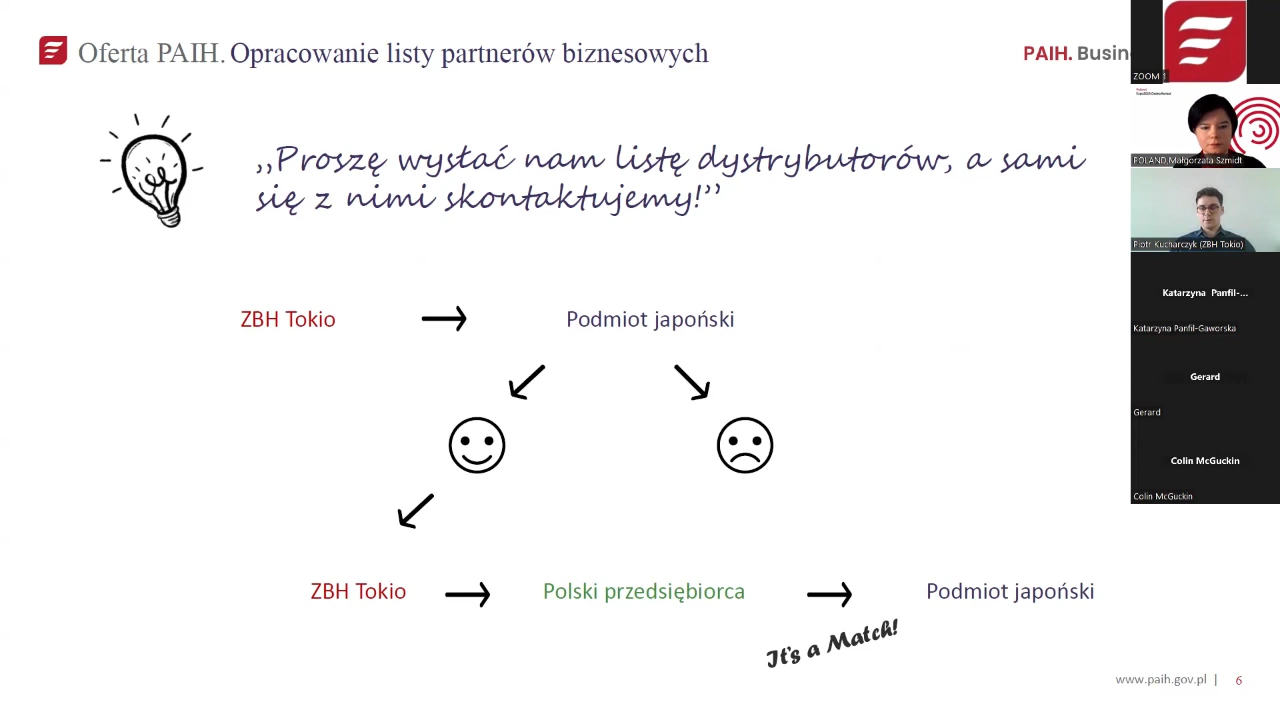 Oferta PAIH. Opracowanie listy partnerów biznesowych
PAIH. Busin
„Proszę wysłać nam listę dystrybutorów, a sami
się z nimi skontaktujemy!”
ZBH Tokio
Podmiot japoński
ZBH Tokio
Polski przedsiębiorca
Podmiot japoński
It's a Match!
www.paih.gov.pl | 6
ZOOM 1
POLAND Małgorzata Szmidt
Piotr Kucharczyk (ZBH Tokio)
Katarzyna Panfil-...
Katarzyna Panfil-Gaworska
Gerard
Gerard
Colin McGuckin
Colin McGuckin